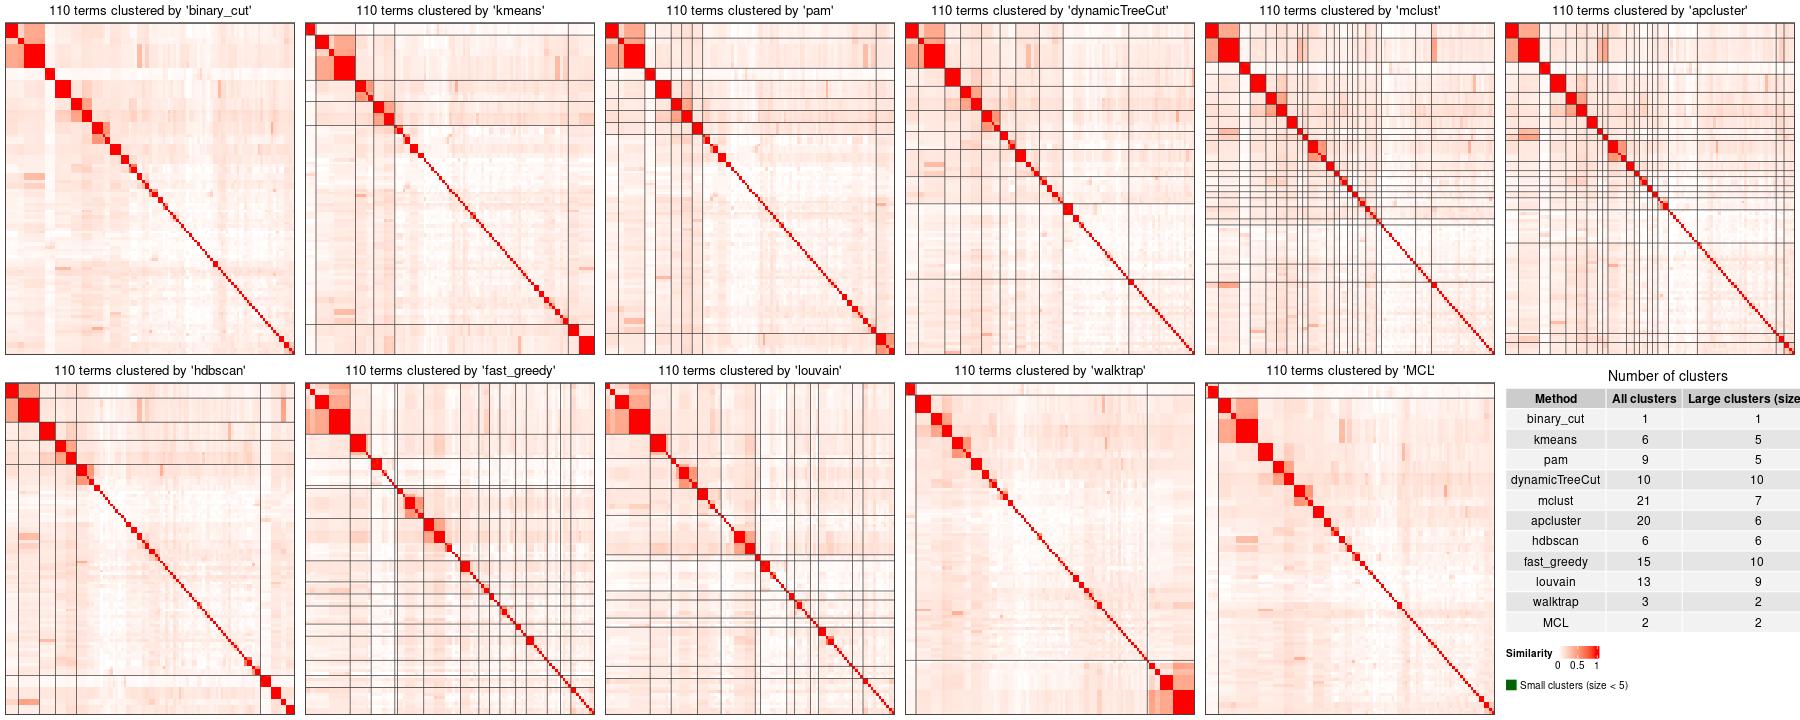 110 terms clustered by 'binary_cut'
110 terms clustered by 'kmeans'
110 terms clustered by 'pam'
110 terms clustered by 'dynamicTreeCut'
110 terms clustered by 'mclust'
110 terms clustered by 'apcluster'
110 terms clustered by 'hdbscan'
110 terms clustered by 'fast_greedy'
110 terms clustered by 'louvain'
110 terms clustered by 'walktrap'
110 terms clustered by 'MCL'
Number of clusters
Method All clusters Large clusters (size
binary_cut 1 1
kmeans 6 5
pam 9 5
dynamicTreeCut 10 10
mclust 21 7
apcluster 20 6
hdbscan 6 6
fast_greedy 15 10
louvain 13 9
walktrap 3 2
MCL 2 2
Similarity
0 0.5 1
Small clusters (size < 5)